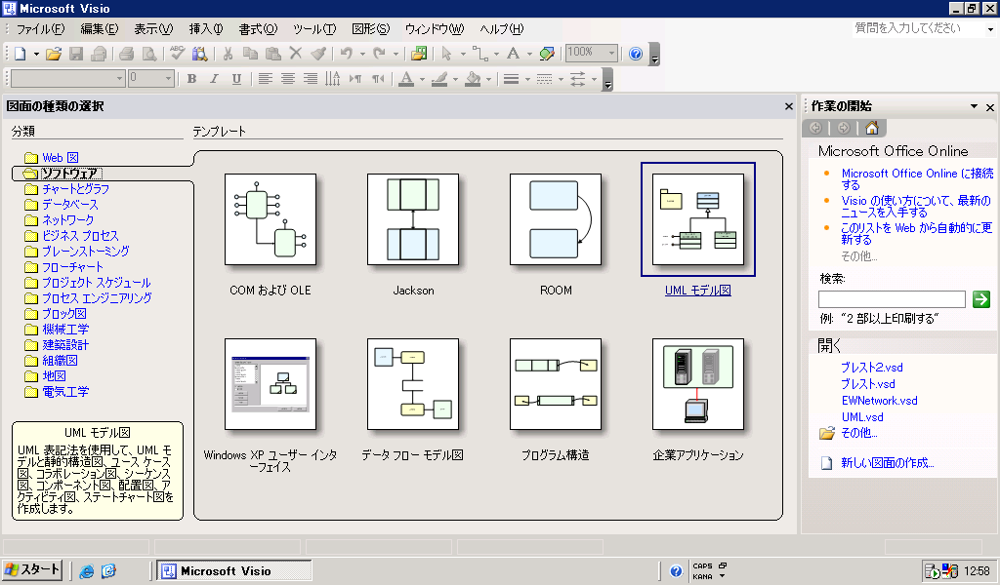 Microsoft Visio
ファイル(F) 編集(E) 表示(V) 挿入(I) 書式(O) ツール(T) 図形(S) ウィンドウ(W) ヘルプ(H) 質問を入力してください
100%
0 B I U
図面の種類の選択
分類
Web 図
ソフトウェア
チャートとグラフ
データベース
ネットワーク
ビジネス プロセス
ブレーンストーミング
フローチャート
プロジェクト スケジュール
プロセス エンジニアリング
ブロック図
機械工学
建築設計
組織図
地図
電気工学
UML モデル図
UML 表記法を使用して、UML モ
デルと静的構造図、ユース ケース
図、コラボレーション図、シーケンス
図、コンポーネント図、配置図、ア
クティビティ図、ステートチャート図を
作成します。
テンプレート
COM および OLE
Jackson
ROOM
UML モデル図
Windows XP ユーザー インタ
ーフェイス
データ フロー モデル図
プログラム構造
企業アプリケーション
作業の開始
Microsoft Office Online
Microsoft Office Online に接続
する
Visio の使い方について、最新の
ニュースを入手する
このリストを Web から自動的に更
新する
その他...
検索:
例: "2 部以上印刷する"
開く
ブレスト2.vsd
ブレスト.vsd
EWNetwork.vsd
UML.vsd
その他...
新しい図面の作成...
スタート
Microsoft Visio
CAPS
KANA
12:58